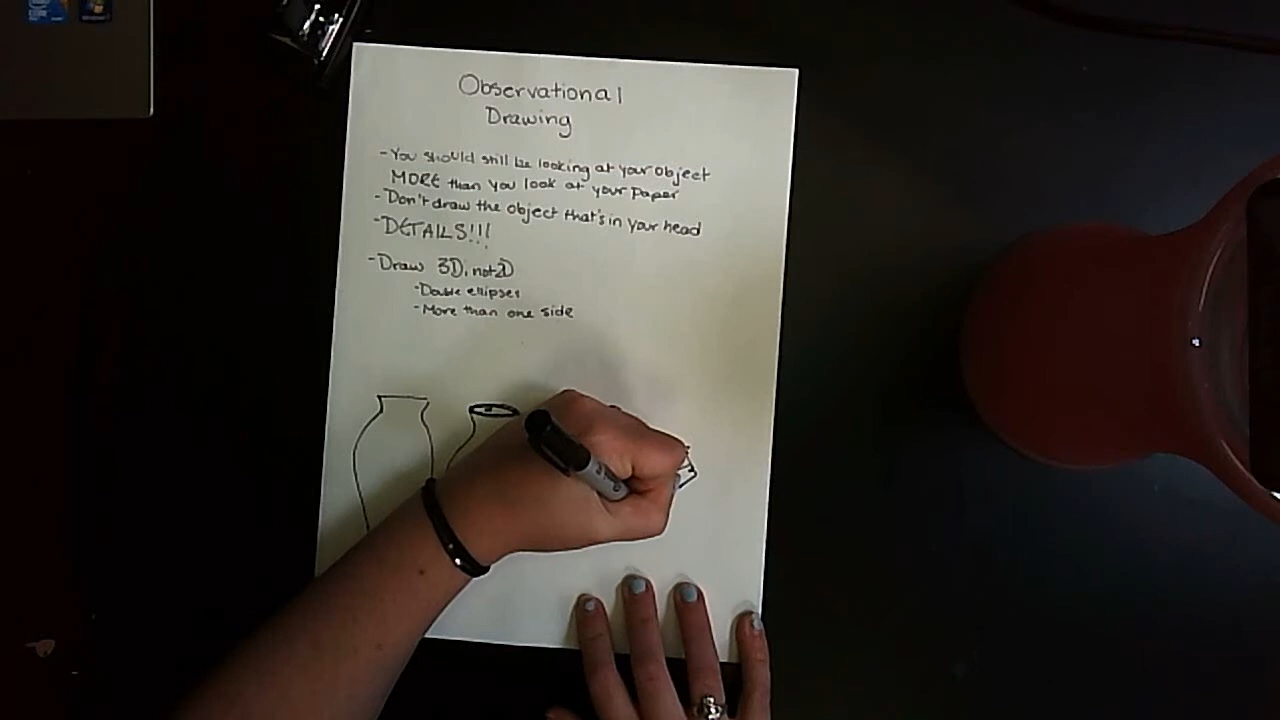 Observational
Drawing
- You should still be looking at your object
MORE than you look at your paper
- Don't draw the object that's in your head
- DETAILS!!!
- Draw 3D, not 2D
- Double ellipses
- More than one side